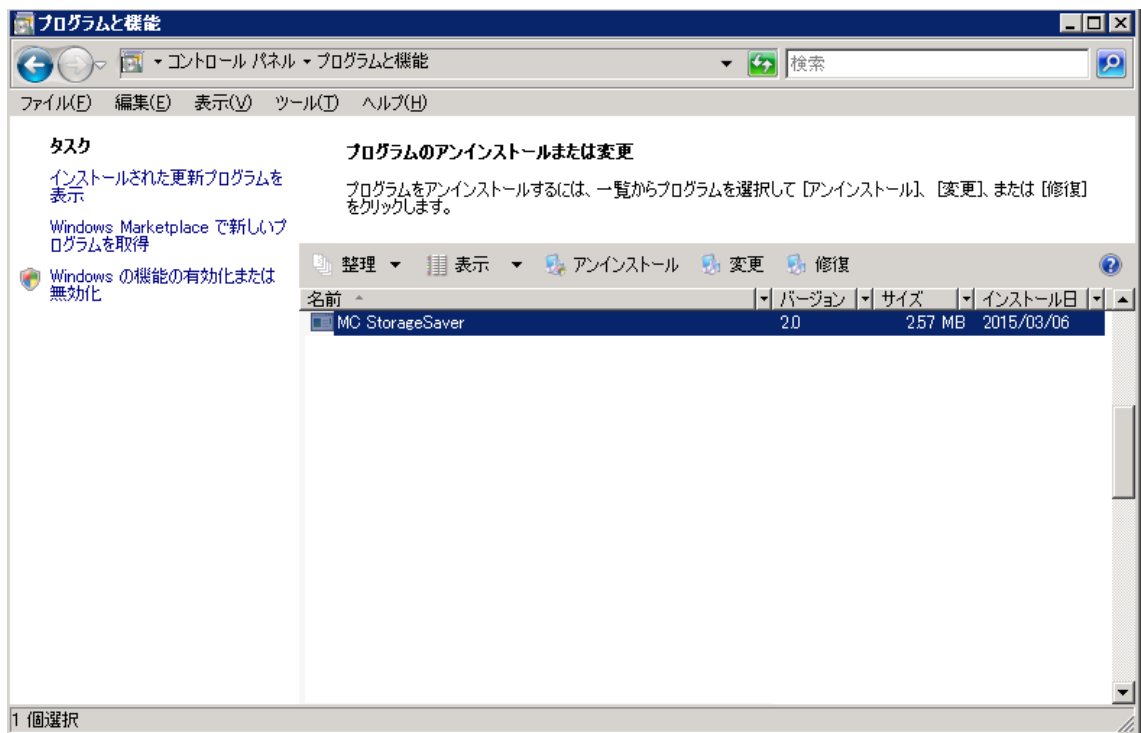 プログラムと機能
コントロール パネル
プログラムと機能
検索
ファイル(F) 編集(E) 表示(V) ツール(T) ヘルプ(H)
タスク
インストールされた更新プログラムを
表示
Windows Marketplace で新しいプ
ログラムを取得
Windows の機能の有効化または
無効化
プログラムのアンインストールまたは変更
プログラムをアンインストールするには、一覧からプログラムを選択して [アンインストール]、[変更]、または [修復]
をクリックします。
整理 表示 アンインストール 変更 修復
名前 バージョン サイズ インストール日
MC StorageSaver 2.0 2.57 MB 2015/03/06
1 個選択